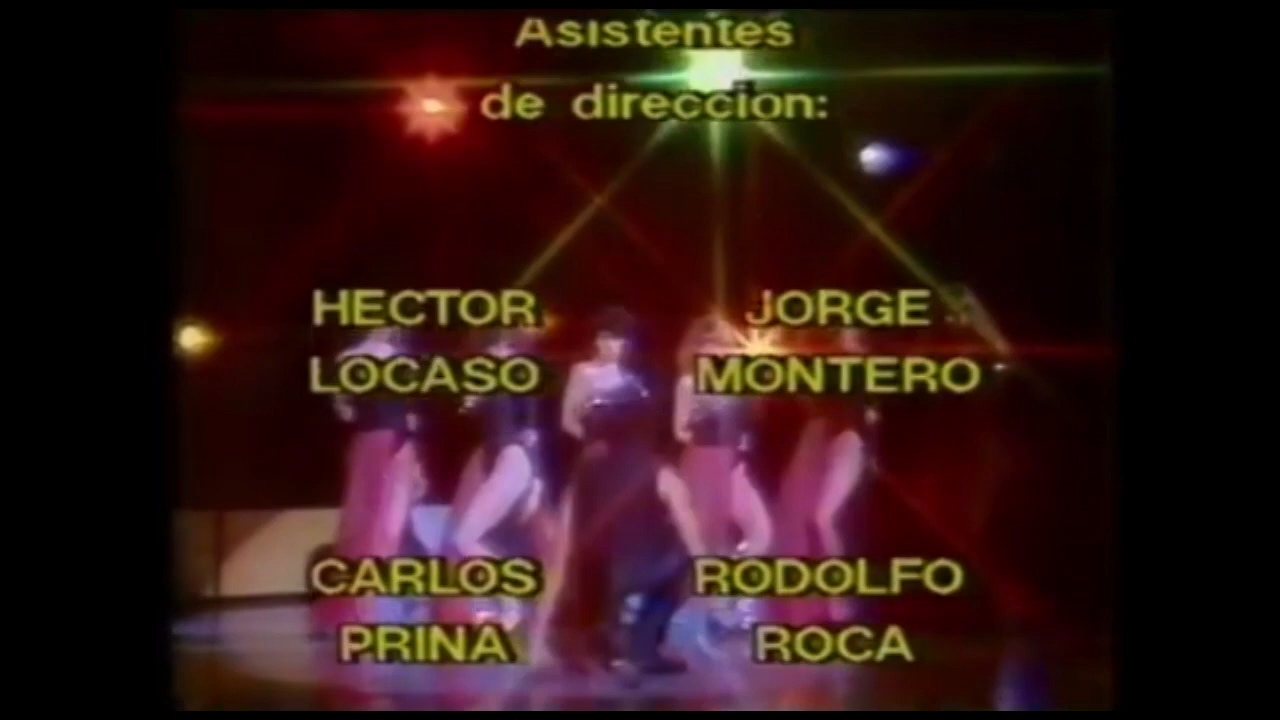 Asistentes
de direccion:
HECTOR
LOCASO
JORGE
MONTERO
CARLOS
PRINA
RODOLFO
ROCA